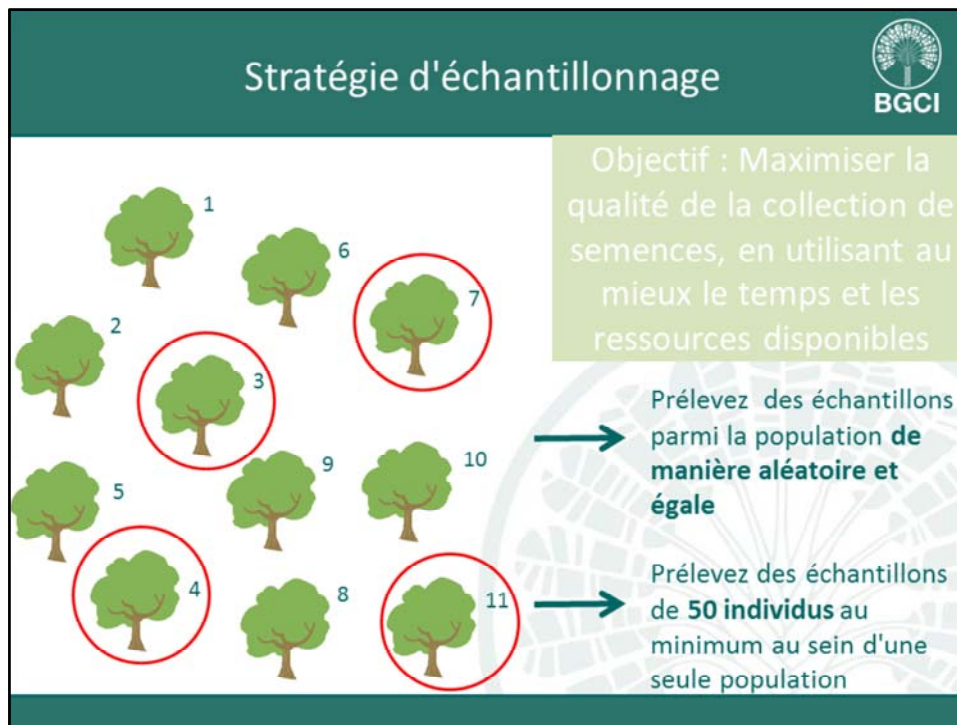 Stratégie d'échantillonnage
BGCI
Objectif : Maximiser la
qualité de la collection de
semences, en utilisant au
mieux le temps et les
ressources disponibles
1
6
7
2
3
9
10
5
4
8
11
Prélevez des échantillons
parmi la population de
manière aléatoire et
égale
Prélevez des échantillons
de 50 individus au
minimum au sein d'une
seule population